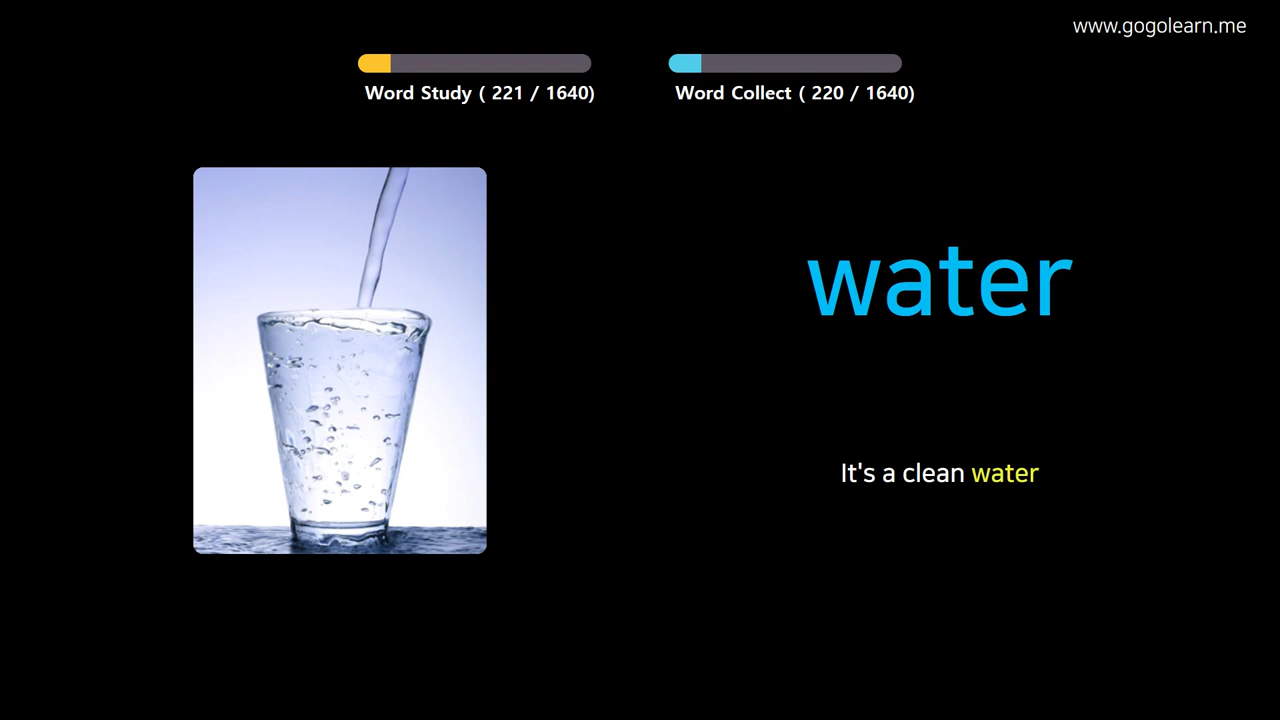 www.gogolearn.me
Word Study ( 221 / 1640)
Word Collect ( 220 / 1640)
water
It's a clean water